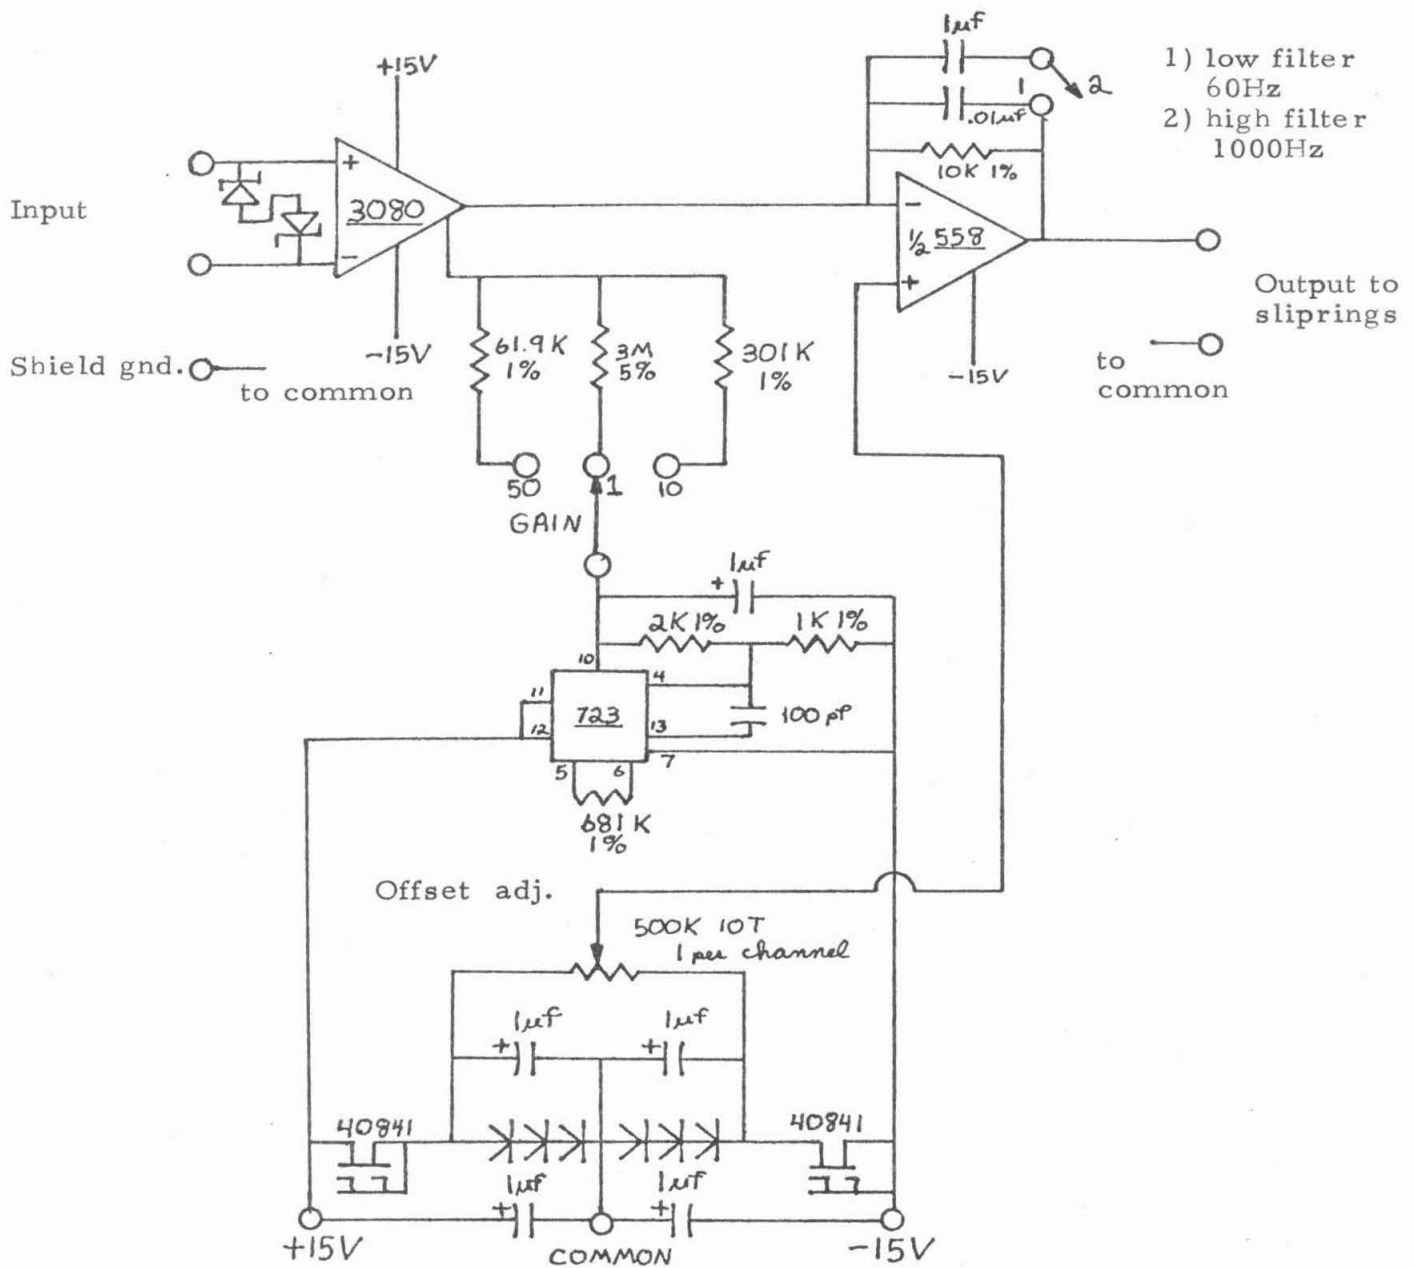 1µf
1) low filter
60Hz
2) high filter
1000Hz
1
2
.01µf
10K 1%
+15V
Input
+
3080
-
-15V
-
½ 558
+
-15V
Output to
sliprings
Shield gnd.
to common
to
common
61.9K
1%
3M
5%
301K
1%
50
1
10
GAIN
+
1µf
2K 1%
1K 1%
10
11
12
723
4
13
7
5
6
100 pf
681K
1%
Offset adj.
500K 10T
1 per channel
1µf
+
1µf
+
40841
40841
1µf
+
1µf
+
+15V
COMMON
-15V